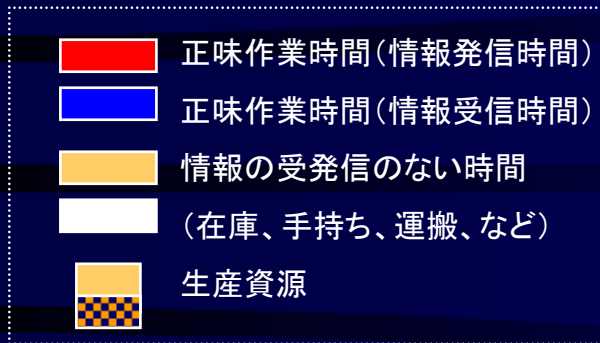 正味作業時間（情報発信時間）
正味作業時間（情報受信時間）
情報の受発信のない時間
（在庫、手持ち、運搬、など）
生産資源